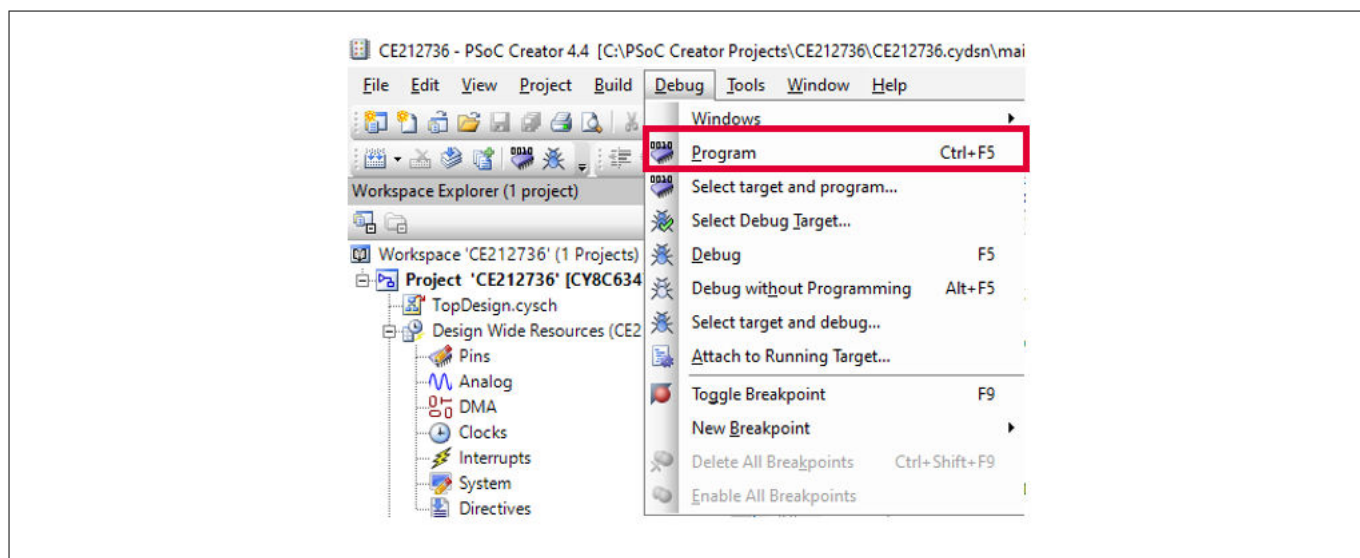 CE212736 - PSoC Creator 4.4 [C:\PSoC Creator Projects\CE212736\CE212736.cydsn\mai
File Edit View Project Build Debug Tools Window Help
Windows
Program Ctrl+F5
Workspace Explorer (1 project)
Select target and program...
Select Debug Target...
Workspace 'CE212736' (1 Projects)
Debug F5
Project 'CE212736' [CY8C634
Debug without Programming Alt+F5
TopDesign.cysch
Design Wide Resources (CE2
Select target and debug...
Pins
Attach to Running Target...
Analog
Toggle Breakpoint F9
DMA
Clocks
New Breakpoint
Interrupts
Delete All Breakpoints Ctrl+Shift+F9
System
Enable All Breakpoints
Directives